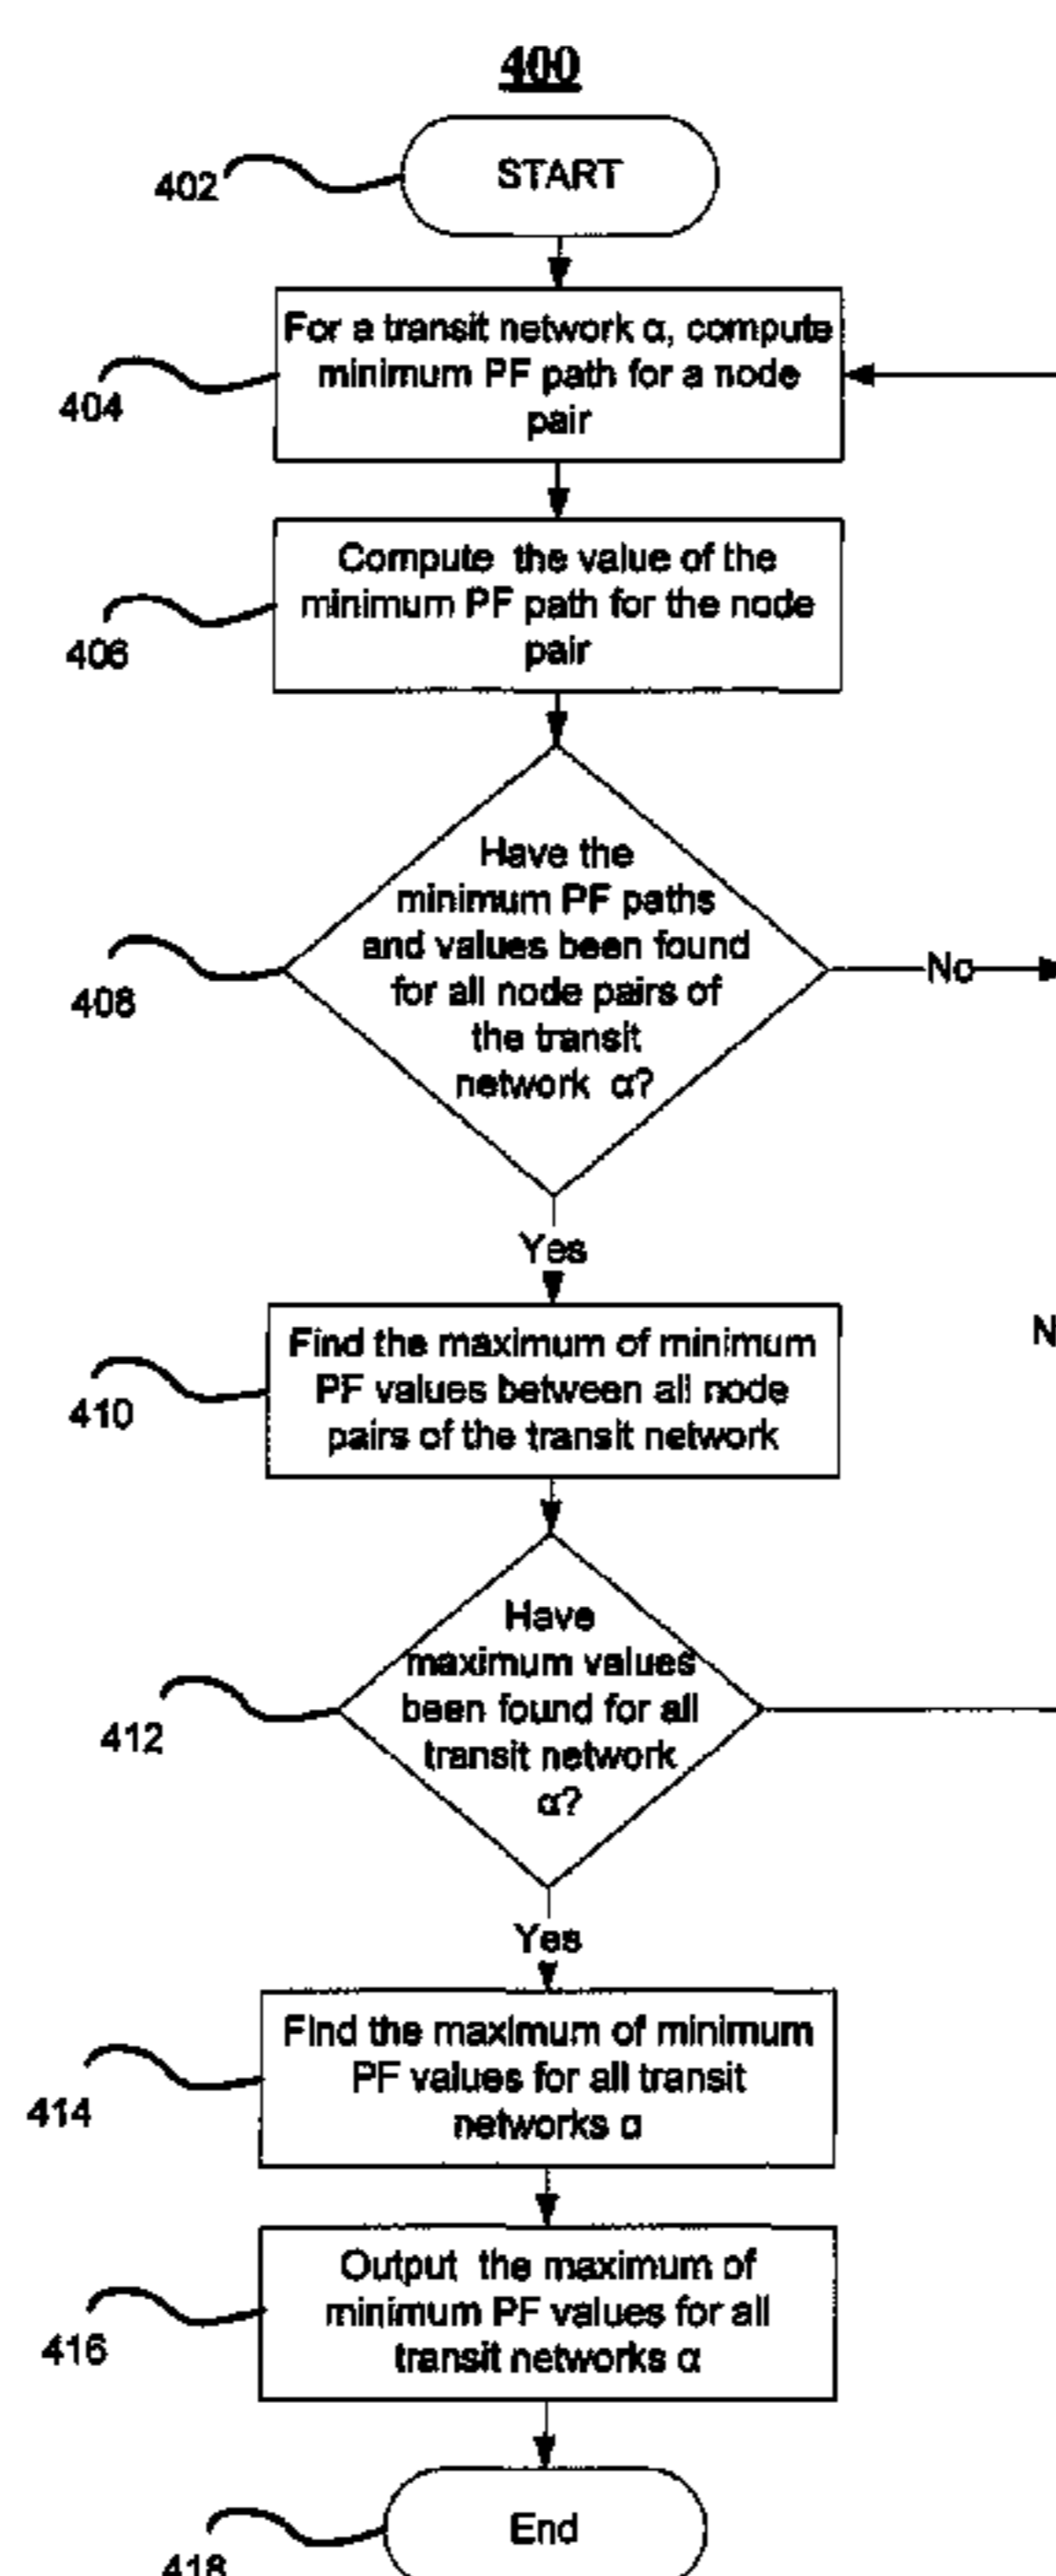 400
402
START
For a transit network α, compute
minimum PF path for a node
pair
404
Compute the value of the
minimum PF path for the node
pair
406
Have the
minimum PF paths
and values been found
for all node pairs of
the transit
network α?
408
No
Yes
Find the maximum of minimum
PF values between all node
pairs of the transit network
410
Have
maximum values
been found for all
transit network
α?
412
Yes
Find the maximum of minimum
PF values for all transit
networks α
414
Output the maximum of
minimum PF values for all
transit networks α
416
End
418